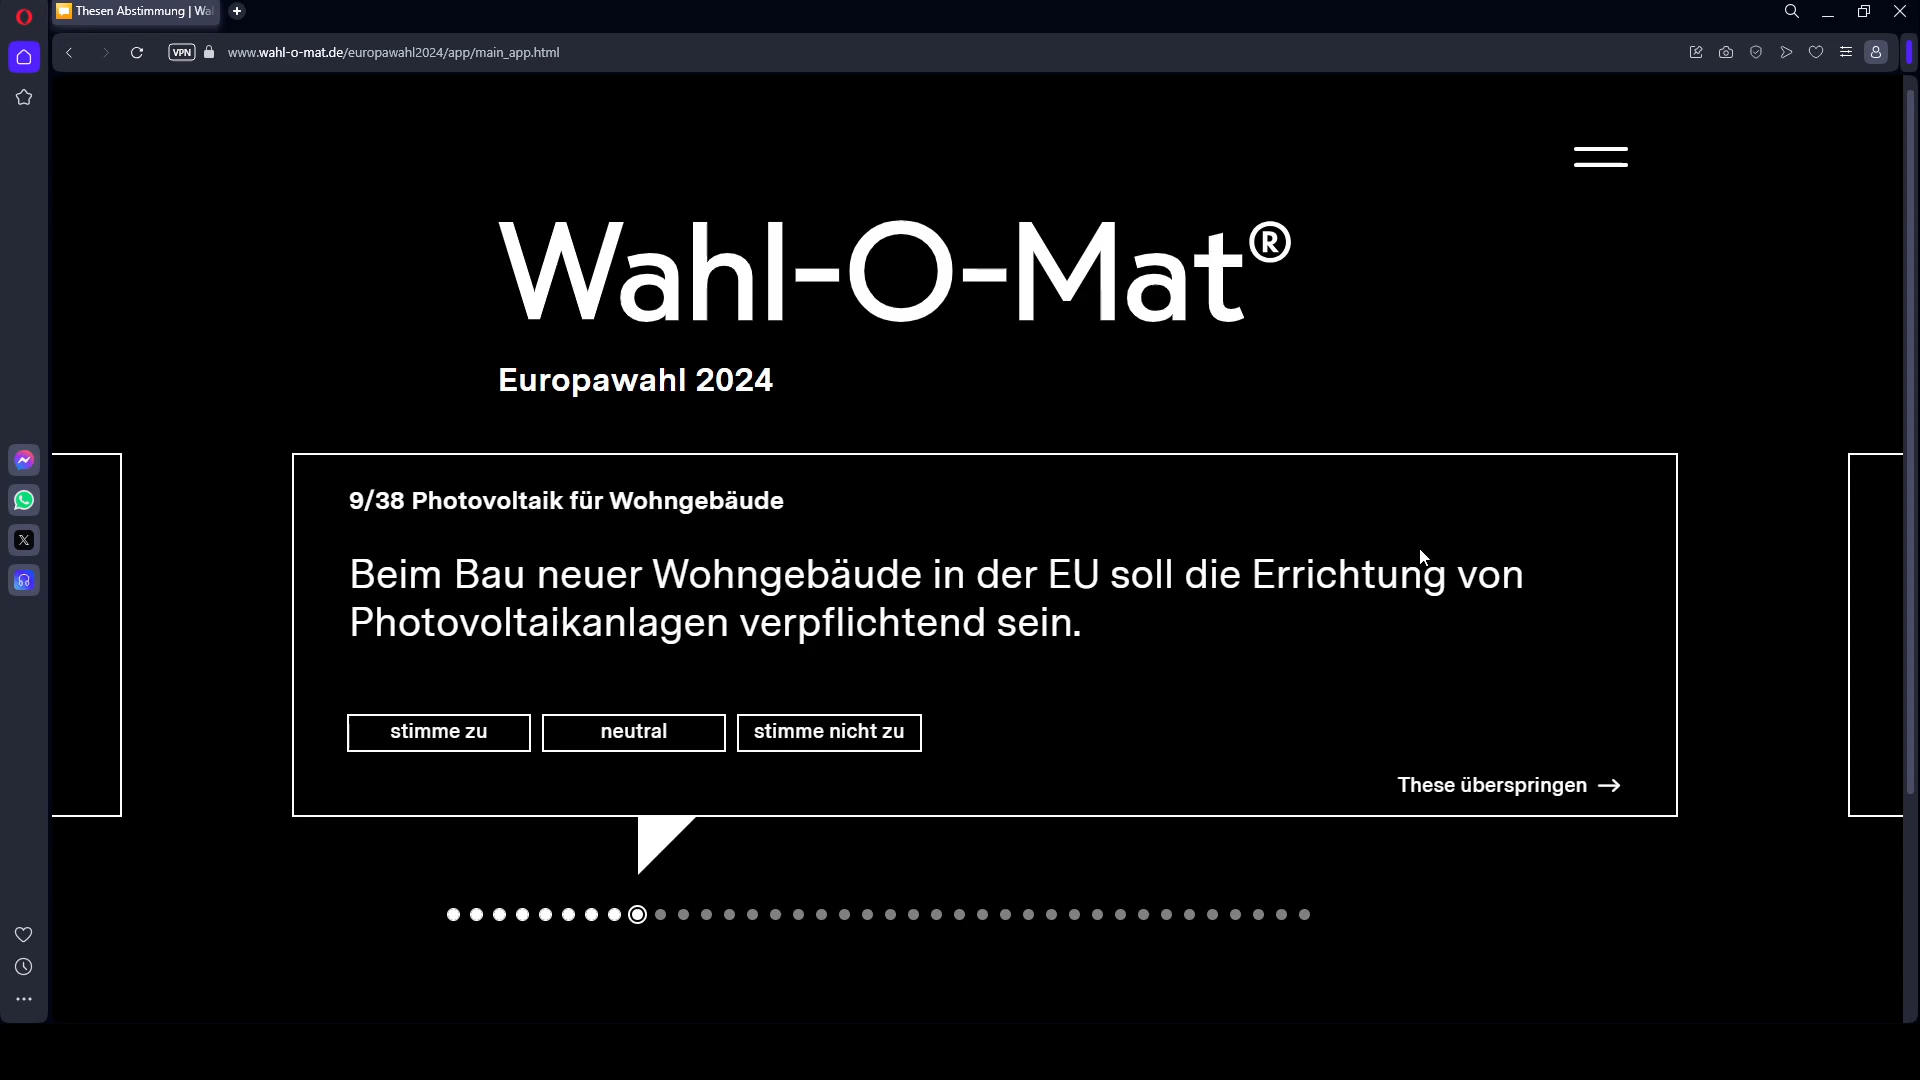 Thesen Abstimmung | Wa
VPN
www.wahl-o-mat.de/europawahl2024/app/main_app.html
Wahl-O-Mat®
Europawahl 2024
9/38 Photovoltaik für Wohngebäude
Beim Bau neuer Wohngebäude in der EU soll die Errichtung von
Photovoltaikanlagen verpflichtend sein.
stimme zu
neutral
stimme nicht zu
These überspringen →